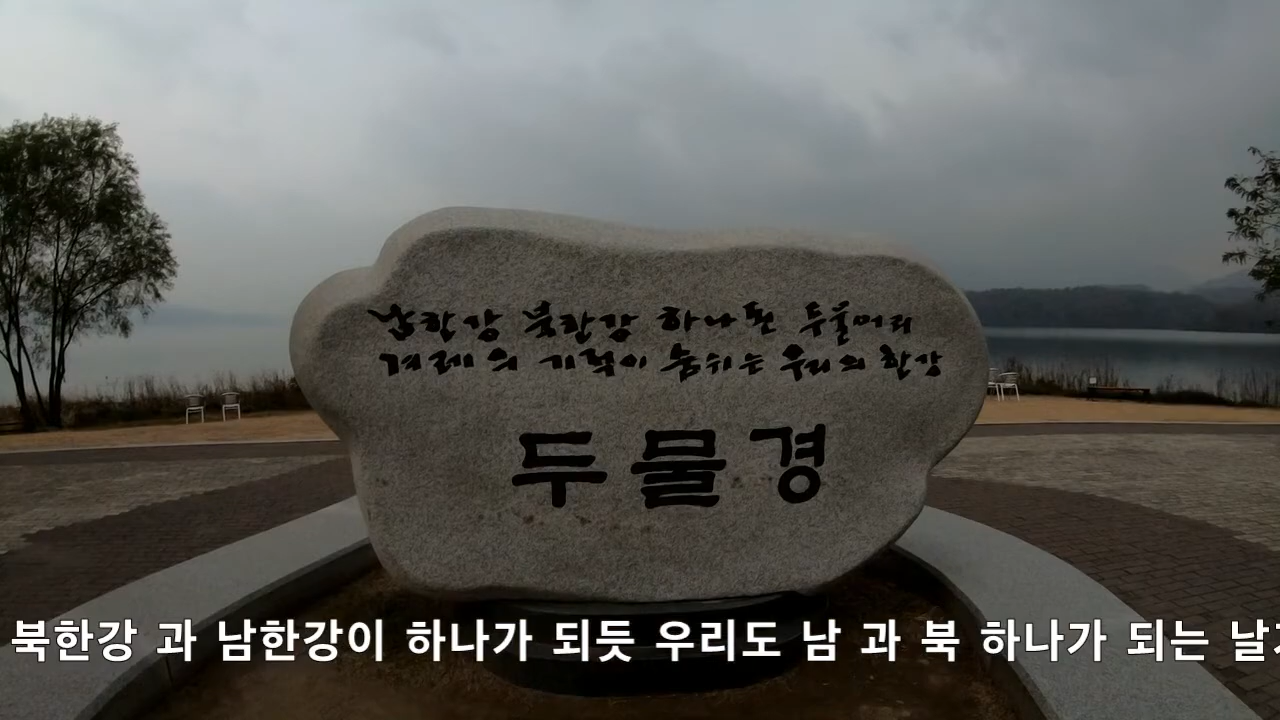 남한강 북한강 하나된 두물머리
겨레의 기적이 숨쉬는 우리의 한강
두물경
북한강 과 남한강이 하나가 되듯 우리도 남 과 북 하나가 되는